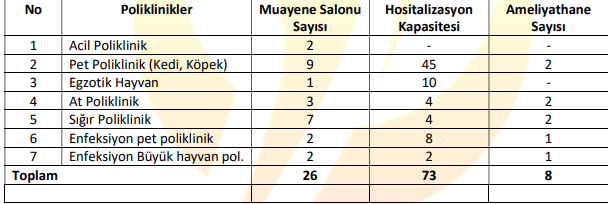 No Poliklinikler Muayene Salonu Sayısı Hositalizasyon Kapasitesi Ameliyathane Sayısı
1 Acil Poliklinik 2 - -
2 Pet Poliklinik (Kedi, Köpek) 9 45 2
3 Egzotik Hayvan 1 10 -
4 At Poliklinik 3 4 2
5 Sığır Poliklinik 7 4 2
6 Enfeksiyon pet poliklinik 2 8 1
7 Enfeksiyon Büyük hayvan pol. 2 2 1
Toplam 26 73 8